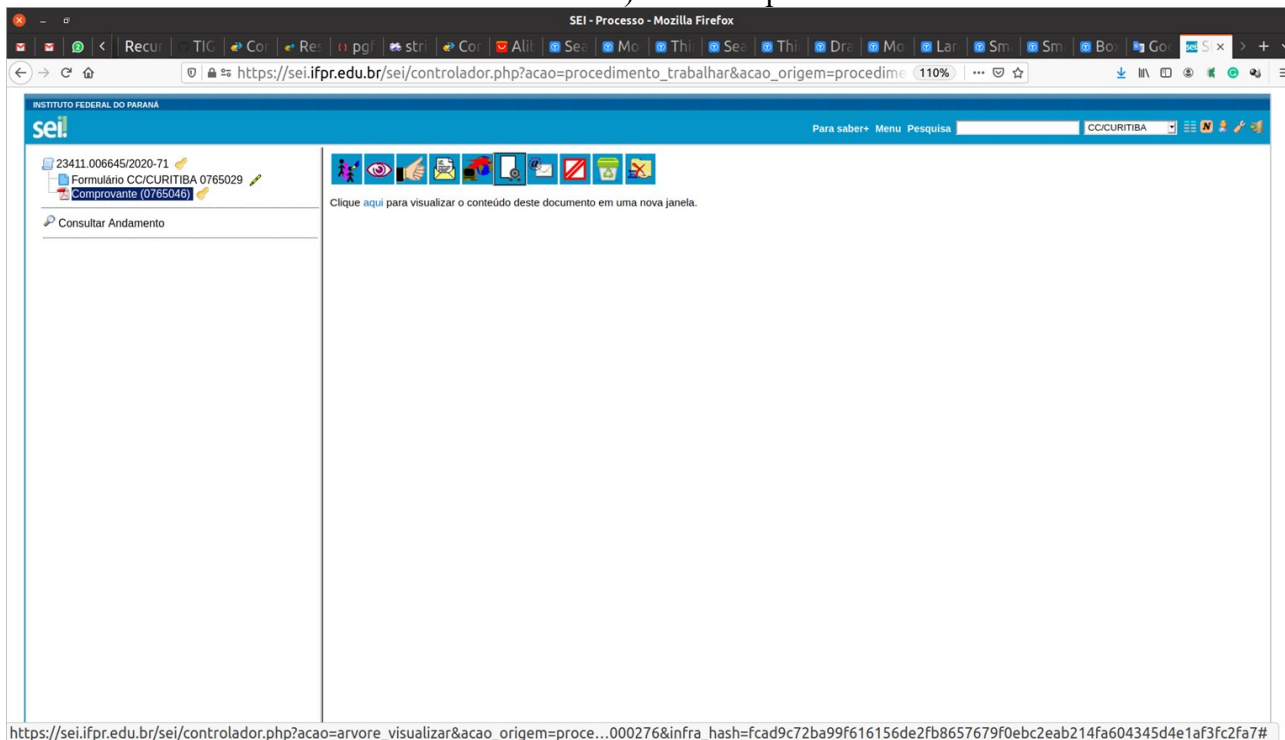 SEI - Processo - Mozilla Firefox
Recur TIC Cor Res pgf stri Cor Alib Sea Mo Thi Sea Thi Dra Mo Lar Sm Sm Box Goo
https://sei.ifpr.edu.br/sei/controlador.php?acao=procedimento_trabalhar&acao_origem=procedime 110%
INSTITUTO FEDERAL DO PARANÁ
sei!
Para saber+ Menu Pesquisa CC/CURITIBA
23411.006645/2020-71
Formulário CC/CURITIBA 0765029
Comprovante (0765046)
Consultar Andamento
Clique aqui para visualizar o conteúdo deste documento em uma nova janela.
https://sei.ifpr.edu.br/sei/controlador.php?acao=arvore_visualizar&acao_origem=proce...000276&infra_hash=fcad9c72ba99f616156de2fb8657679f0ebc2eab214fa604345d4e1af3fc2fa7#